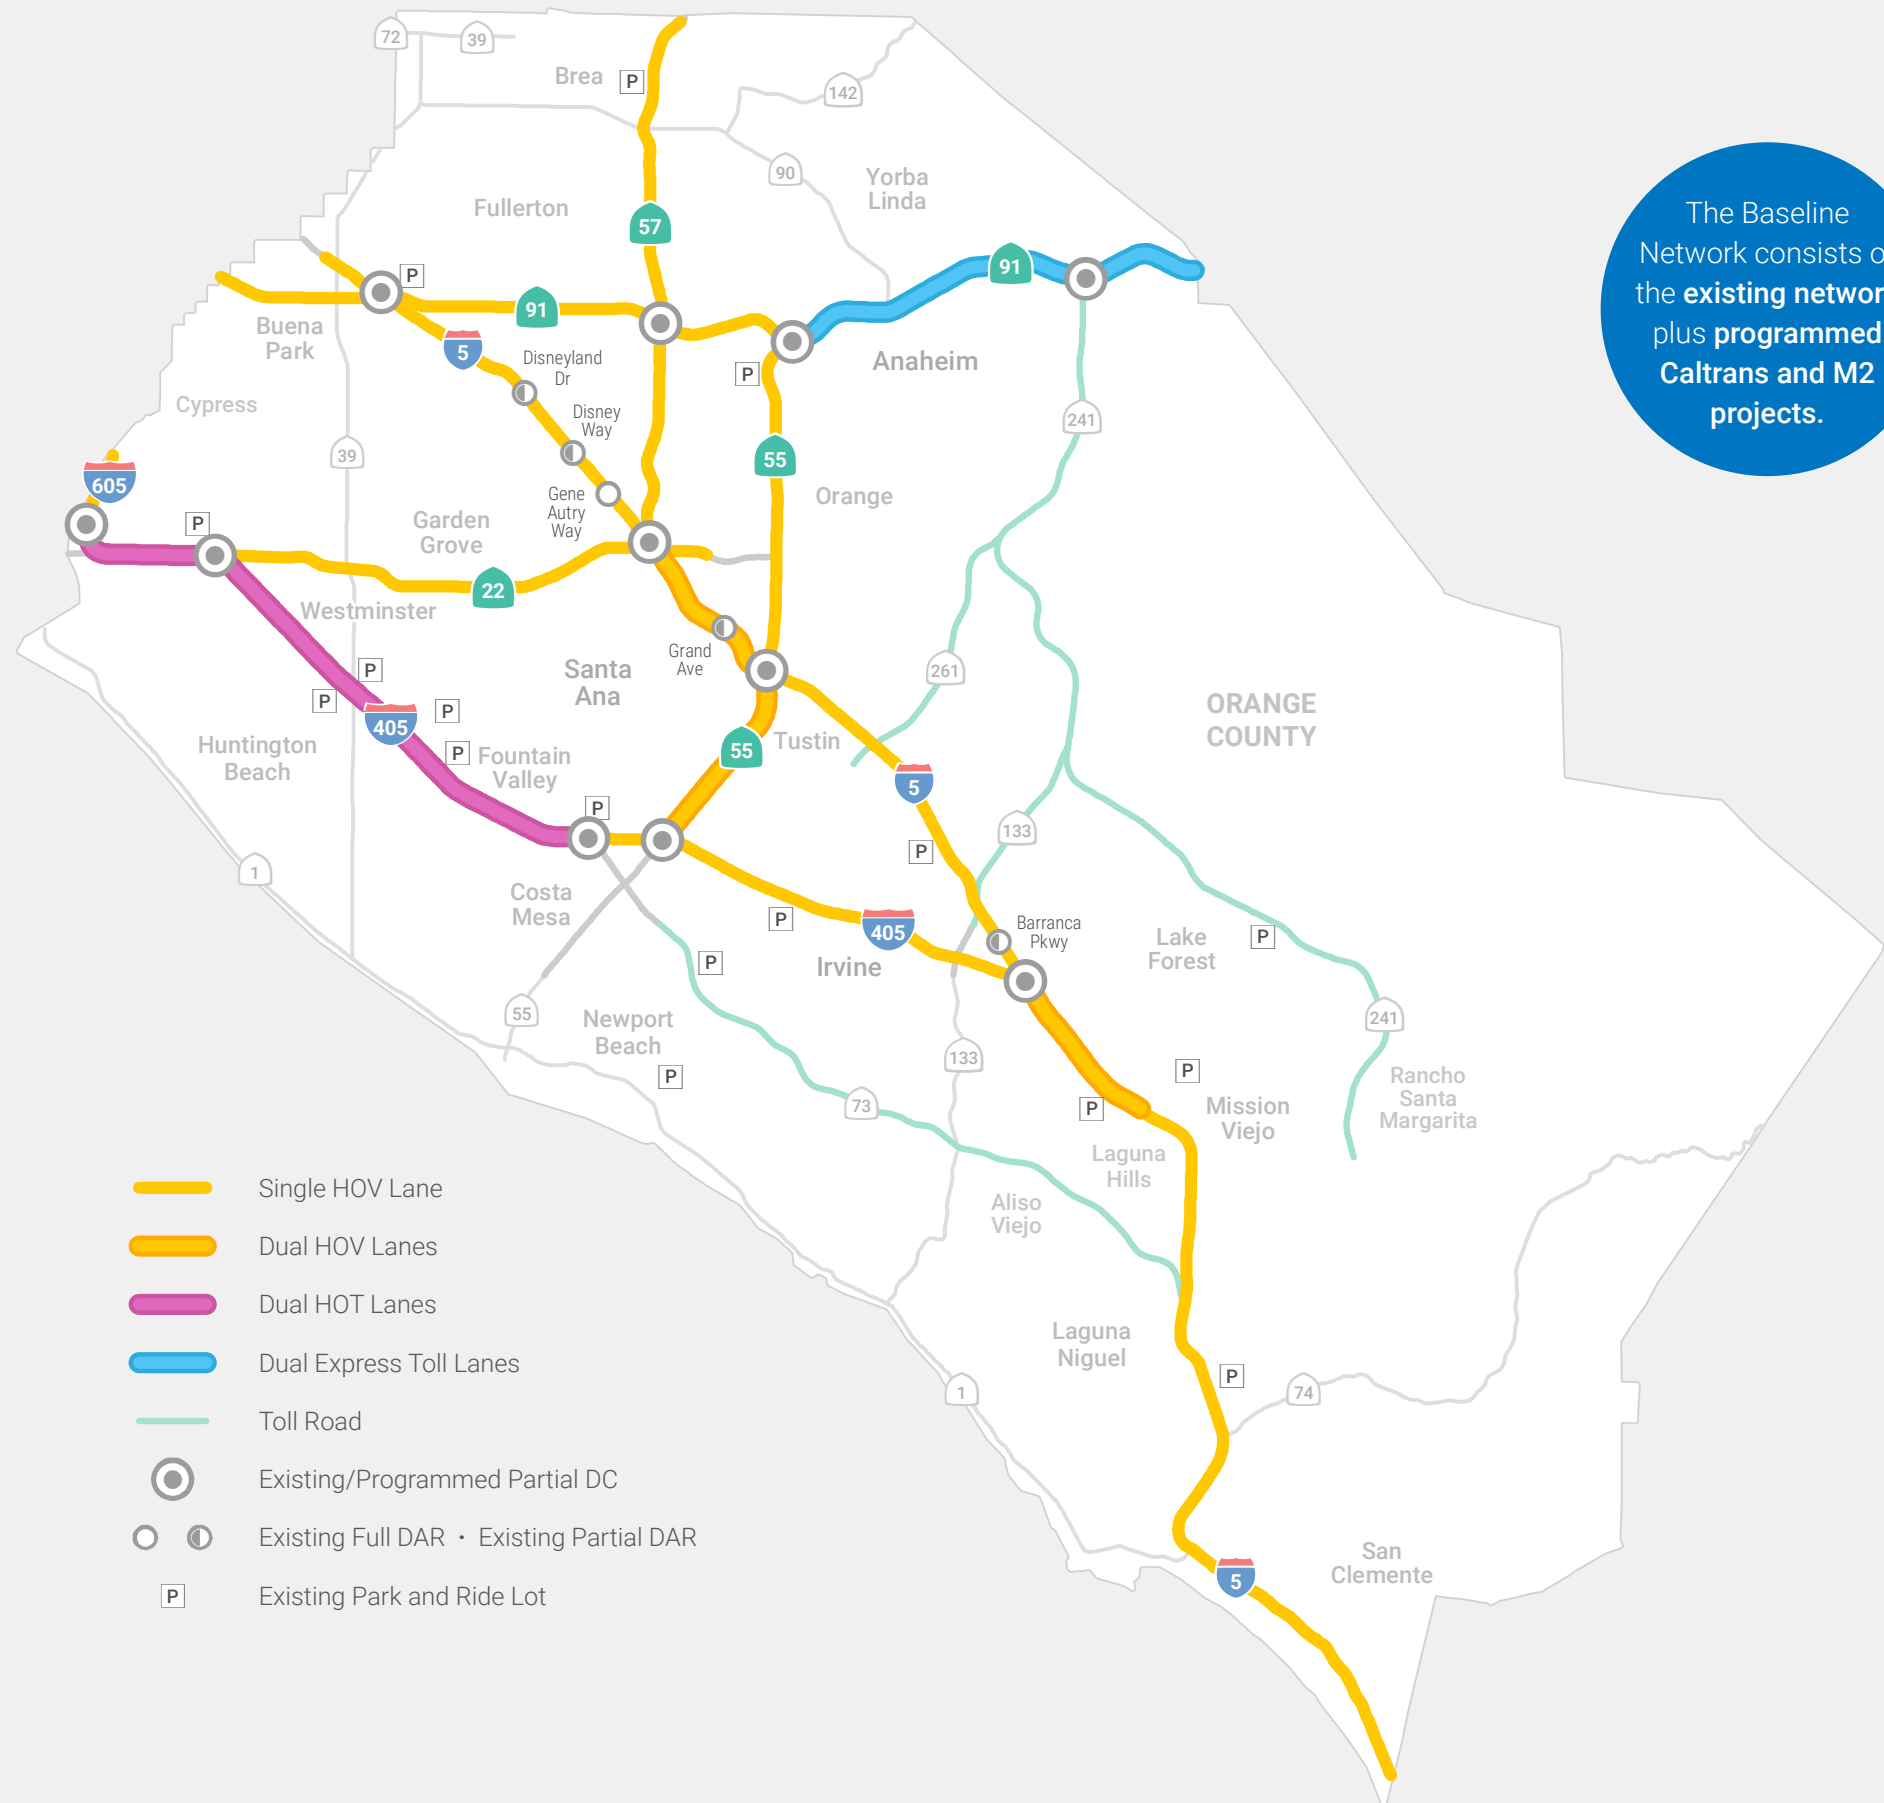 72
39
Brea
P
142
90
Yorba
Linda
Fullerton
57
The Baseline
Network consists o
the existing networ
plus programmed
Caltrans and M2
projects.
P
91
91
Buena
Park
5
Disneyland
Dr
P
Anaheim
Cypress
Disney
Way
241
39
55
605
Gene
Autry
Way
Orange
P
Garden
Grove
22
Westminster
Grand
Ave
Santa
Ana
261
P
P
ORANGE
COUNTY
405
P
Huntington
Beach
P
Fountain
Valley
55
Tustin
5
P
133
P
1
Costa
Mesa
P
405
Barranca
Pkwy
Lake
Forest
P
Irvine
P
55
Newport
Beach
241
133
P
P
Rancho
Santa
Margarita
73
P
Mission
Viejo
Laguna
Hills
Aliso
Viejo
Single HOV Lane
Dual HOV Lanes
Dual HOT Lanes
Dual Express Toll Lanes
Toll Road
Existing/Programmed Partial DC
Existing Full DAR · Existing Partial DAR
P Existing Park and Ride Lot
Laguna
Niguel
P
1
74
San
Clemente
5